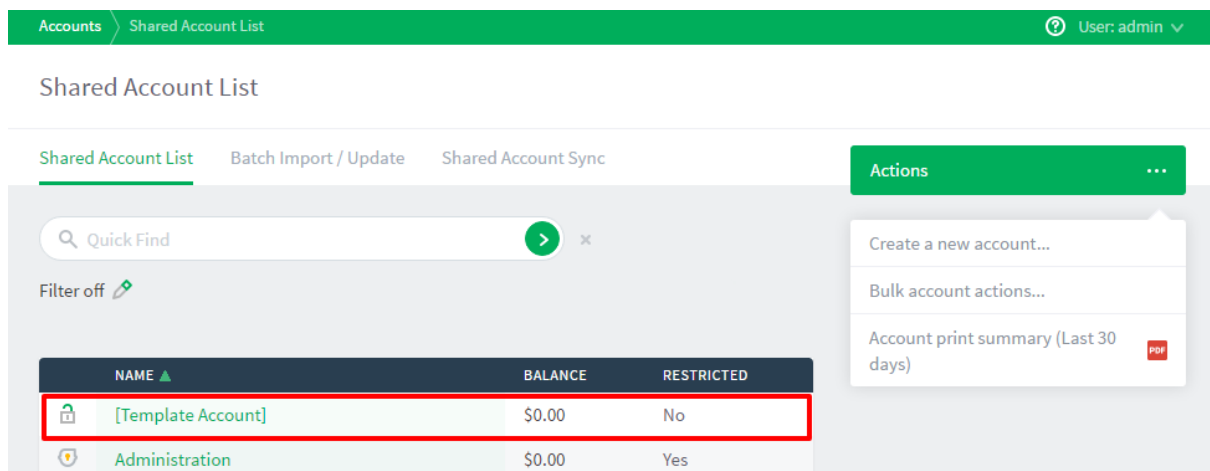 Accounts Shared Account List
? User: admin
Shared Account List
Shared Account List Batch Import / Update Shared Account Sync
Actions ...
Quick Find
Create a new account...
Filter off
Bulk account actions...
Account print summary (Last 30
days)
PDF
NAME BALANCE RESTRICTED
[Template Account] $0.00 No
Administration $0.00 Yes